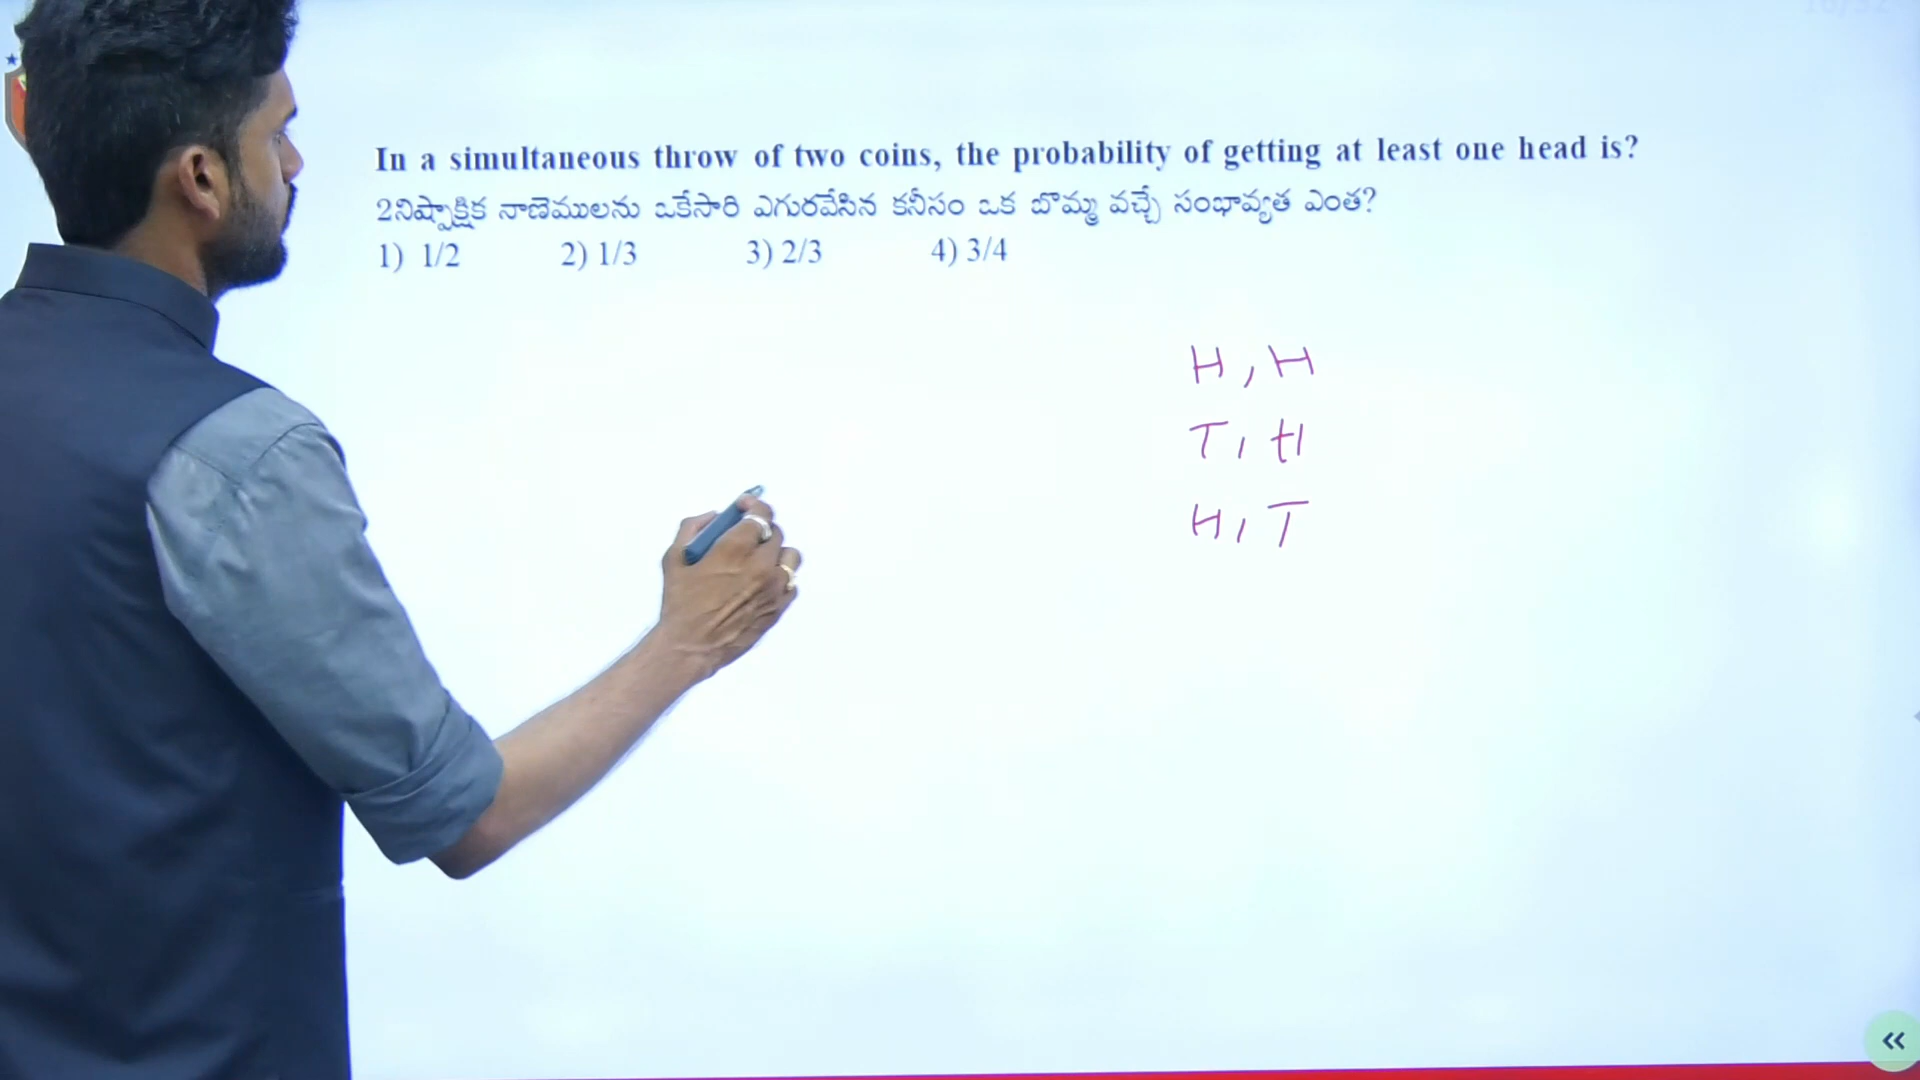 In a simultaneous throw of two coins, the probability of getting at least one head is?
2నిష్పాక్షిక నాణెములను ఒకేసారి ఎగురవేసిన కనీసం ఒక బొమ్మ వచ్చే సంభావ్యత ఎంత?
1) 1/2 2) 1/3 3) 2/3 4) 3/4
H, H
T, H
H, T